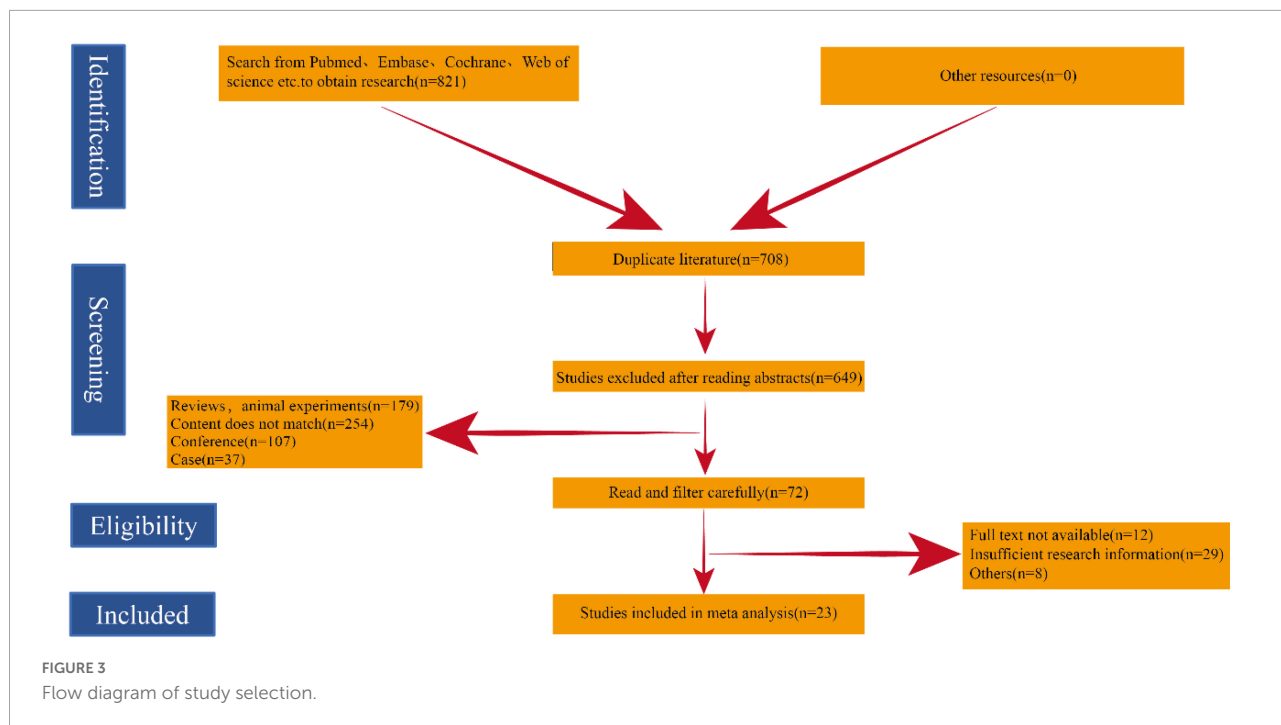 Identification
Search from Pubmed、Embase、Cochrane、Web of
science etc.to obtain research(n=821)
Other resources(n=0)
Screening
Duplicate literature(n=708)
Studies excluded after reading abstracts(n=649)
Reviews，animal experiments(n=179)
Content does not match(n=254)
Conference(n=107)
Case(n=37)
Eligibility
Read and filter carefully(n=72)
Full text not available(n=12)
Insufficient research information(n=29)
Others(n=8)
Included
Studies included in meta analysis(n=23)
FIGURE 3
Flow diagram of study selection.